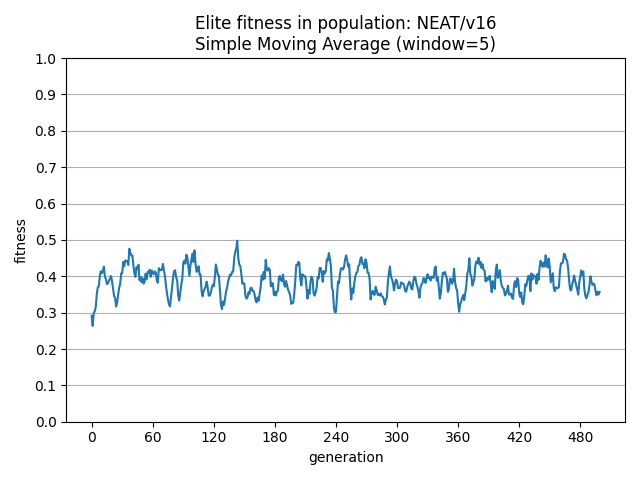 Elite fitness in population: NEAT/v16
Simple Moving Average (window=5)
1.0
0.9
0.8
0.7
0.6
0.5
0.4
0.3
0.2
0.1
0.0
fitness
0 60 120 180 240 300 360 420 480
generation